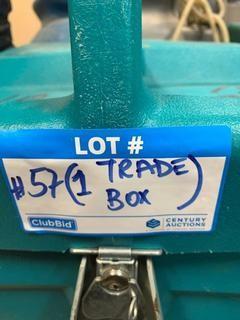 LOT #
#57 (1 TRADE
BOX)
ClubBid
CENTURY
AUCTIONS